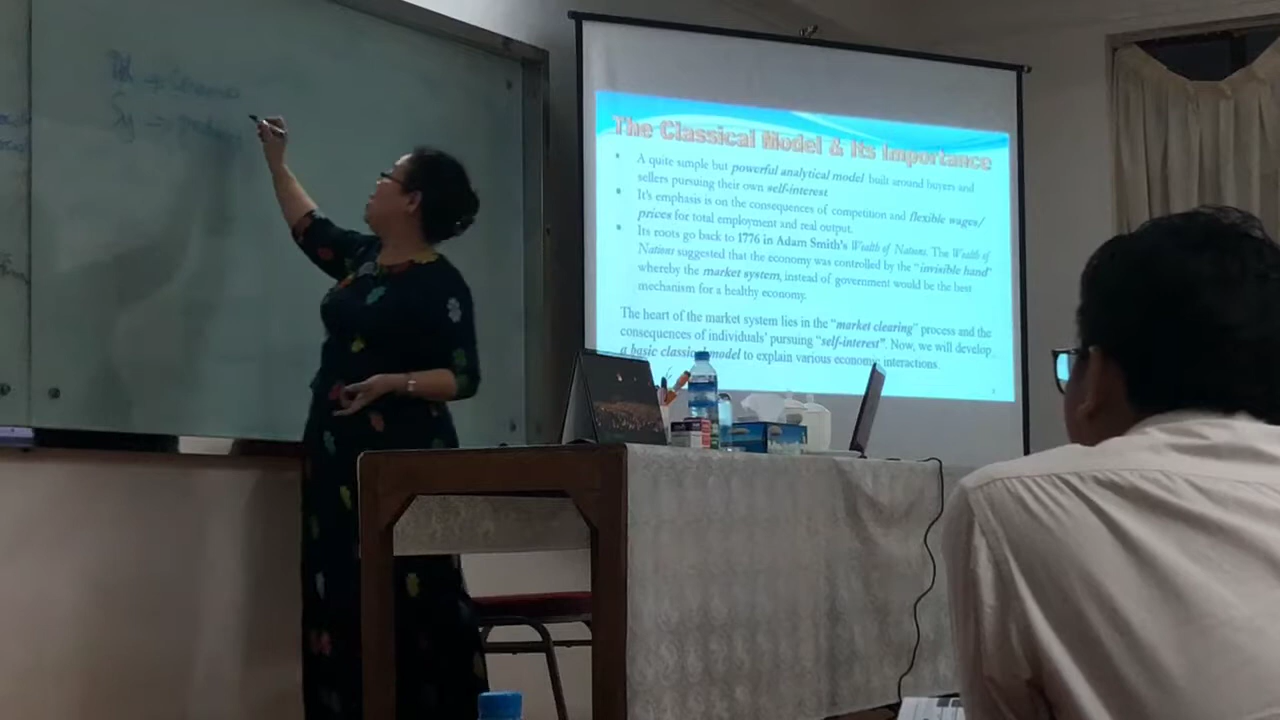 The Classical Model & Its Importance
• A quite simple but powerful analytical model built around buyers and
sellers pursuing their own self-interest.
• It's emphasis is on the consequences of competition and flexible wages/
prices for total employment and real output.
• Its roots go back to 1776 in Adam Smith's Wealth of Nations. The Wealth of
Nations suggested that the economy was controlled by the "invisible hand"
whereby the market system, instead of government would be the best
mechanism for a healthy economy.
The heart of the market system lies in the "market clearing" process and the
consequences of individuals' pursuing "self-interest". Now, we will develop
a basic classical model to explain various economic interactions.